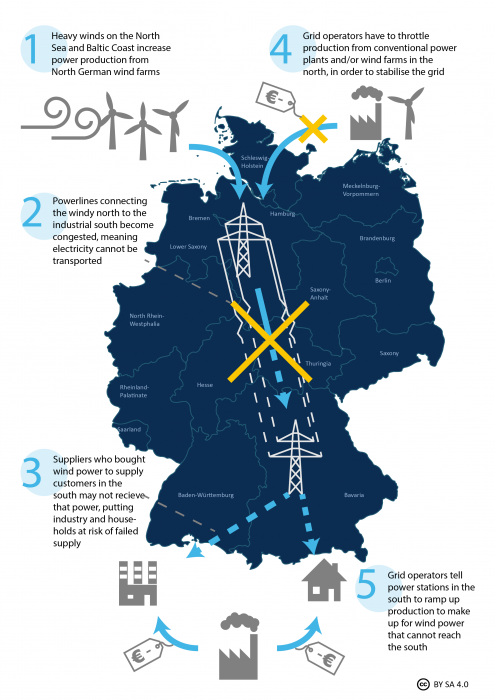 1
Heavy winds on the North
Sea and Baltic Coast increase
power production from
North German wind farms
4
Grid operators have to throttle
production from conventional power
plants and/or wind farms in the
north, in order to stabilise the grid
€-
2
Powerlines connecting
the windy north to the
industrial south become
congested, meaning
electricity cannot be
transported
Schleswig-
Holstein
Mecklenburg-
Vorpommern
Hamburg
Bremen
Lower Saxony
Brandenburg
Berlin
Saxony-
Anhalt
North Rhein-
Westphalia
Saxony
Thuringia
Hesse
Rheinland-
Palatinate
Saarland
3
Suppliers who bought
wind power to supply
customers in the
south may not recieve
that power, putting
industry and house-
holds at risk of failed
supply
Baden-Württemburg
Bavaria
5
Grid operators tell
power stations in the
south to ramp up
production to make
up for wind power
that cannot reach
the south
€-
€-
cc BY SA 4.0